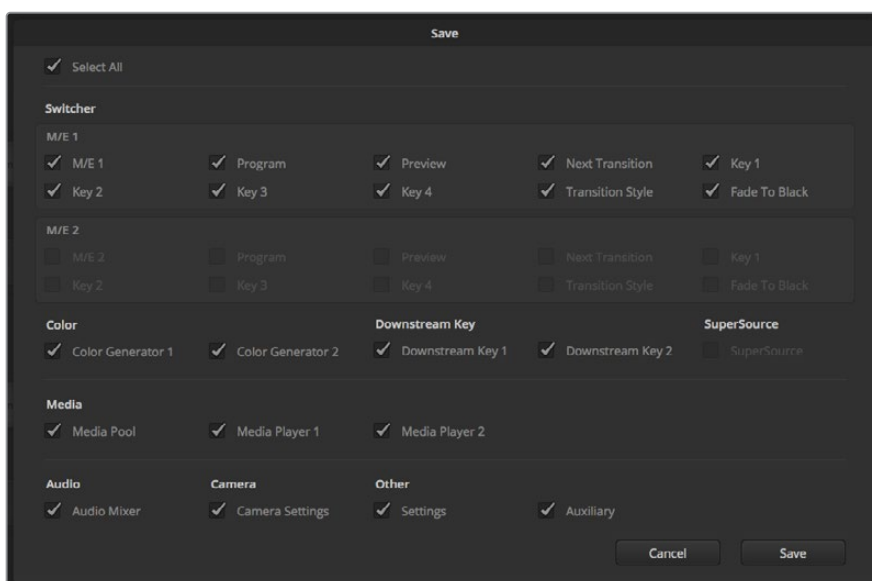 Save
Select All
Switcher
M/E 1
M/E 1 Program Preview Next Transition Key 1
Key 2 Key 3 Key 4 Transition Style Fade To Black
M/E 2
M/E 2 Program Preview Next Transition Key 1
Key 2 Key 3 Key 4 Transition Style Fade To Black
Color Downstream Key SuperSource
Color Generator 1 Color Generator 2 Downstream Key 1 Downstream Key 2 SuperSource
Media
Media Pool Media Player 1 Media Player 2
Audio Camera Other
Audio Mixer Camera Settings Settings Auxiliary
Cancel Save